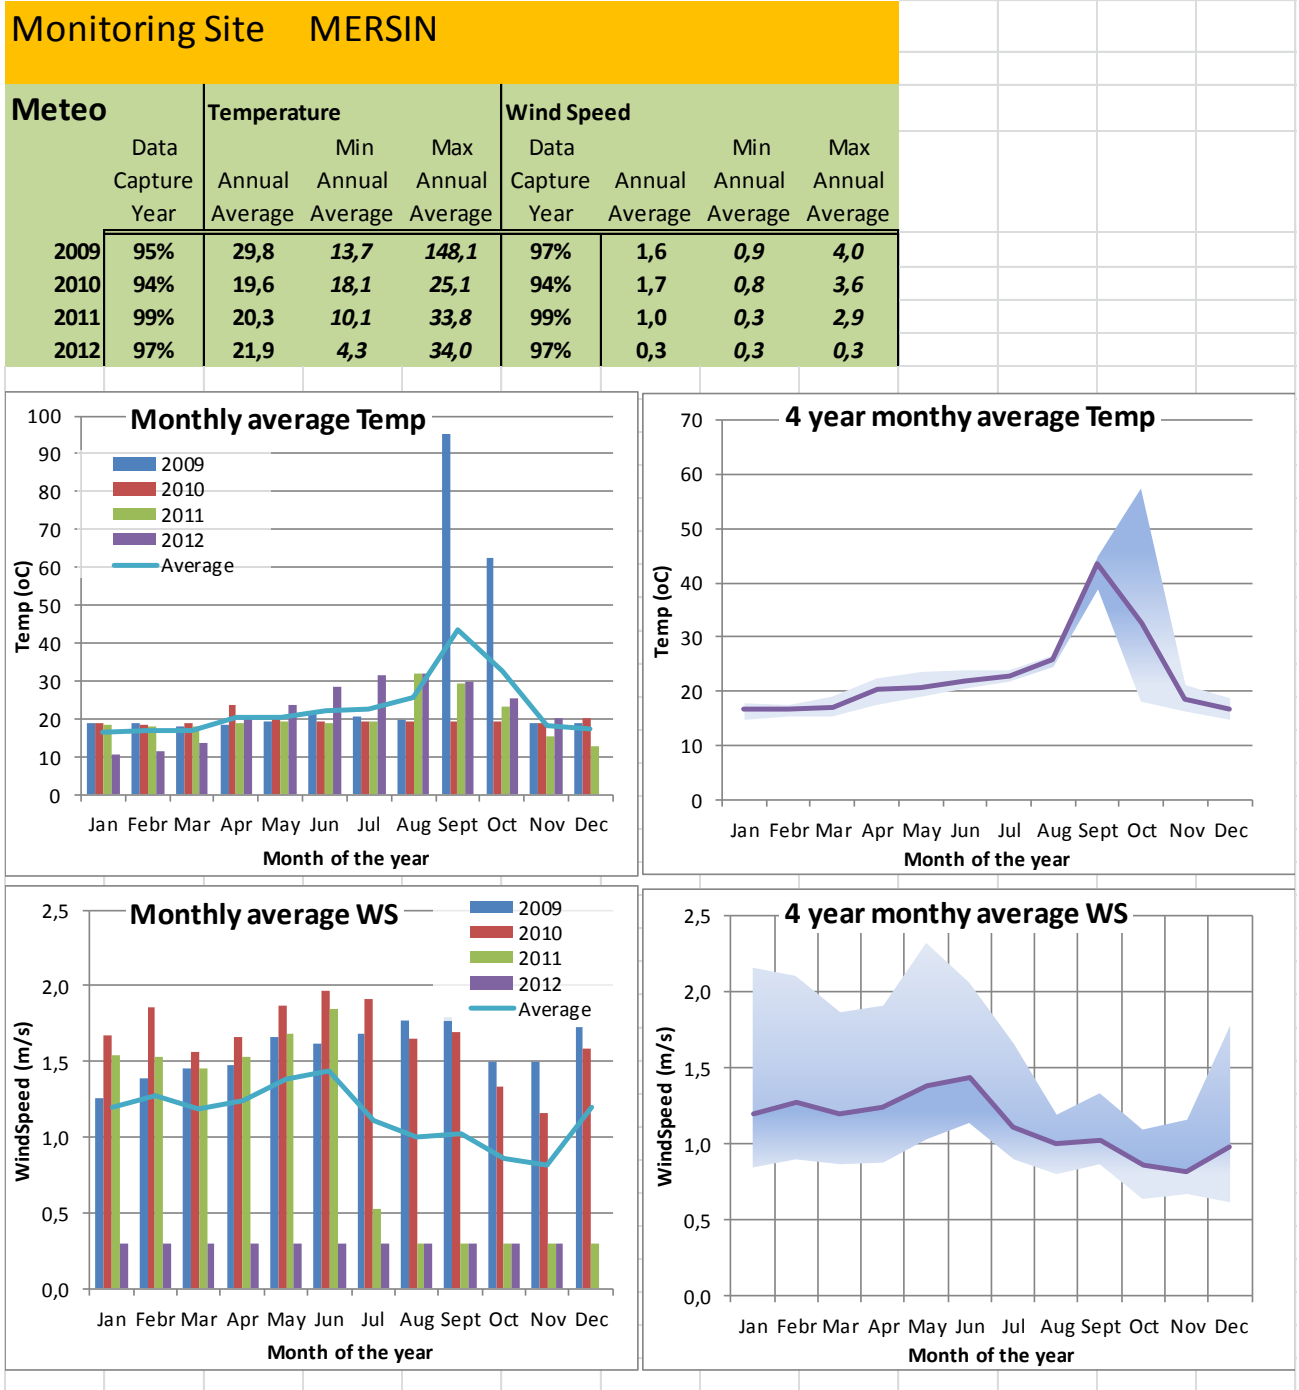 Monitoring Site MERSIN
Meteo Temperature Wind Speed
Data Min Max Data Min Max
Capture Annual Annual Annual Capture Annual Annual Annual
Year Average Average Average Year Average Average Average
2009 95% 29,8 13,7 148,1 97% 1,6 0,9 4,0
2010 94% 19,6 18,1 25,1 94% 1,7 0,8 3,6
2011 99% 20,3 10,1 33,8 99% 1,0 0,3 2,9
2012 97% 21,9 4,3 34,0 97% 0,3 0,3 0,3
Monthly average Temp
2009
2010
2011
2012
Average
Temp (oC)
100
90
80
70
60
50
40
30
20
10
0
Jan Febr Mar Apr May Jun Jul Aug Sept Oct Nov Dec
Month of the year
4 year monthy average Temp
Temp (oC)
70
60
50
40
30
20
10
0
Jan Febr Mar Apr May Jun Jul Aug Sept Oct Nov Dec
Month of the year
Monthly average WS
2009
2010
2011
2012
Average
WindSpeed (m/s)
2,5
2,0
1,5
1,0
0,5
0,0
Jan Febr Mar Apr May Jun Jul Aug Sept Oct Nov Dec
Month of the year
4 year monthy average WS
WindSpeed (m/s)
2,5
2,0
1,5
1,0
0,5
0,0
Jan Febr Mar Apr May Jun Jul Aug Sept Oct Nov Dec
Month of the year